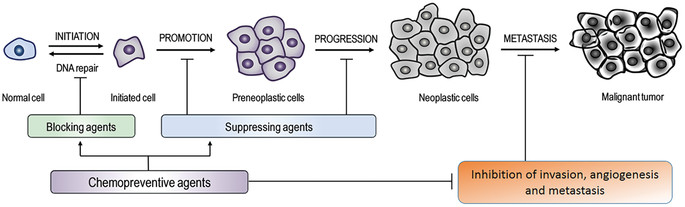 INITIATION
PROMOTION
PROGRESSION
METASTASIS
DNA repair
Normal cell
Initiated cell
Preneoplastic cells
Neoplastic cells
Malignant tumor
Blocking agents
Suppressing agents
Chemopreventive agents
Inhibition of invasion, angiogenesis
and metastasis